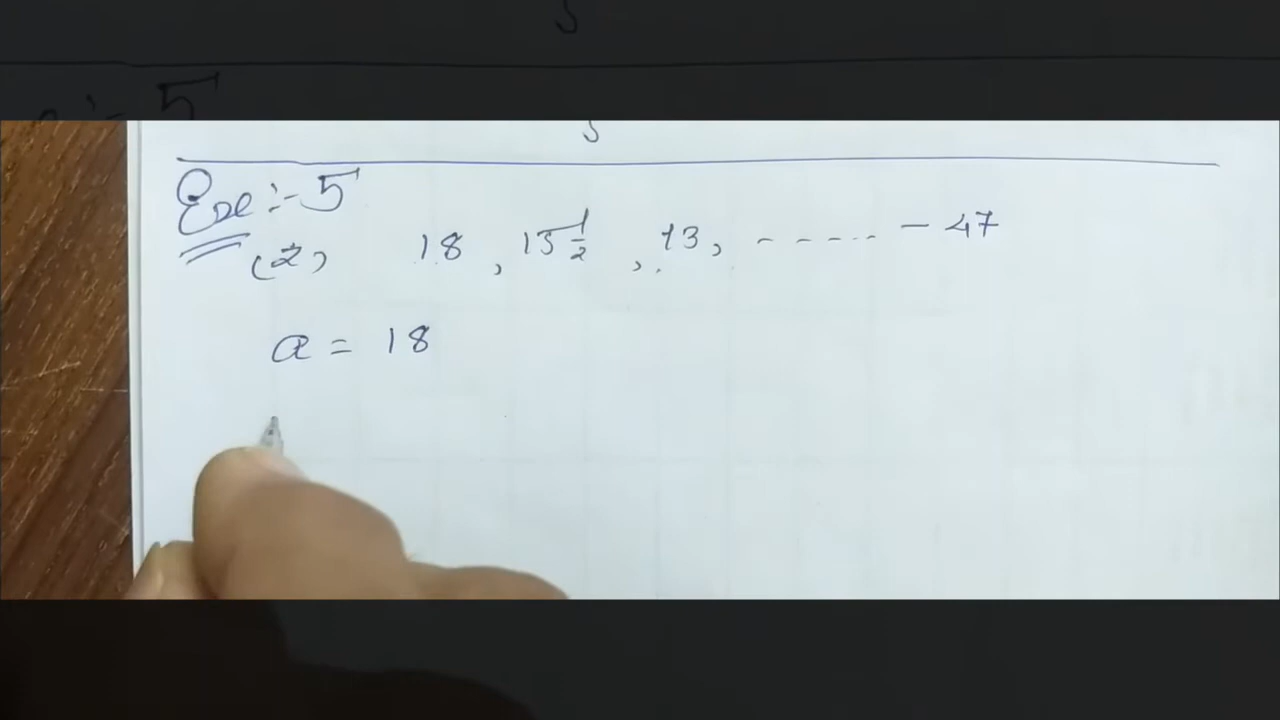 Exe :- 5
(2) 18 , 15 1/2 , 13, - - - - - - 47
a = 18